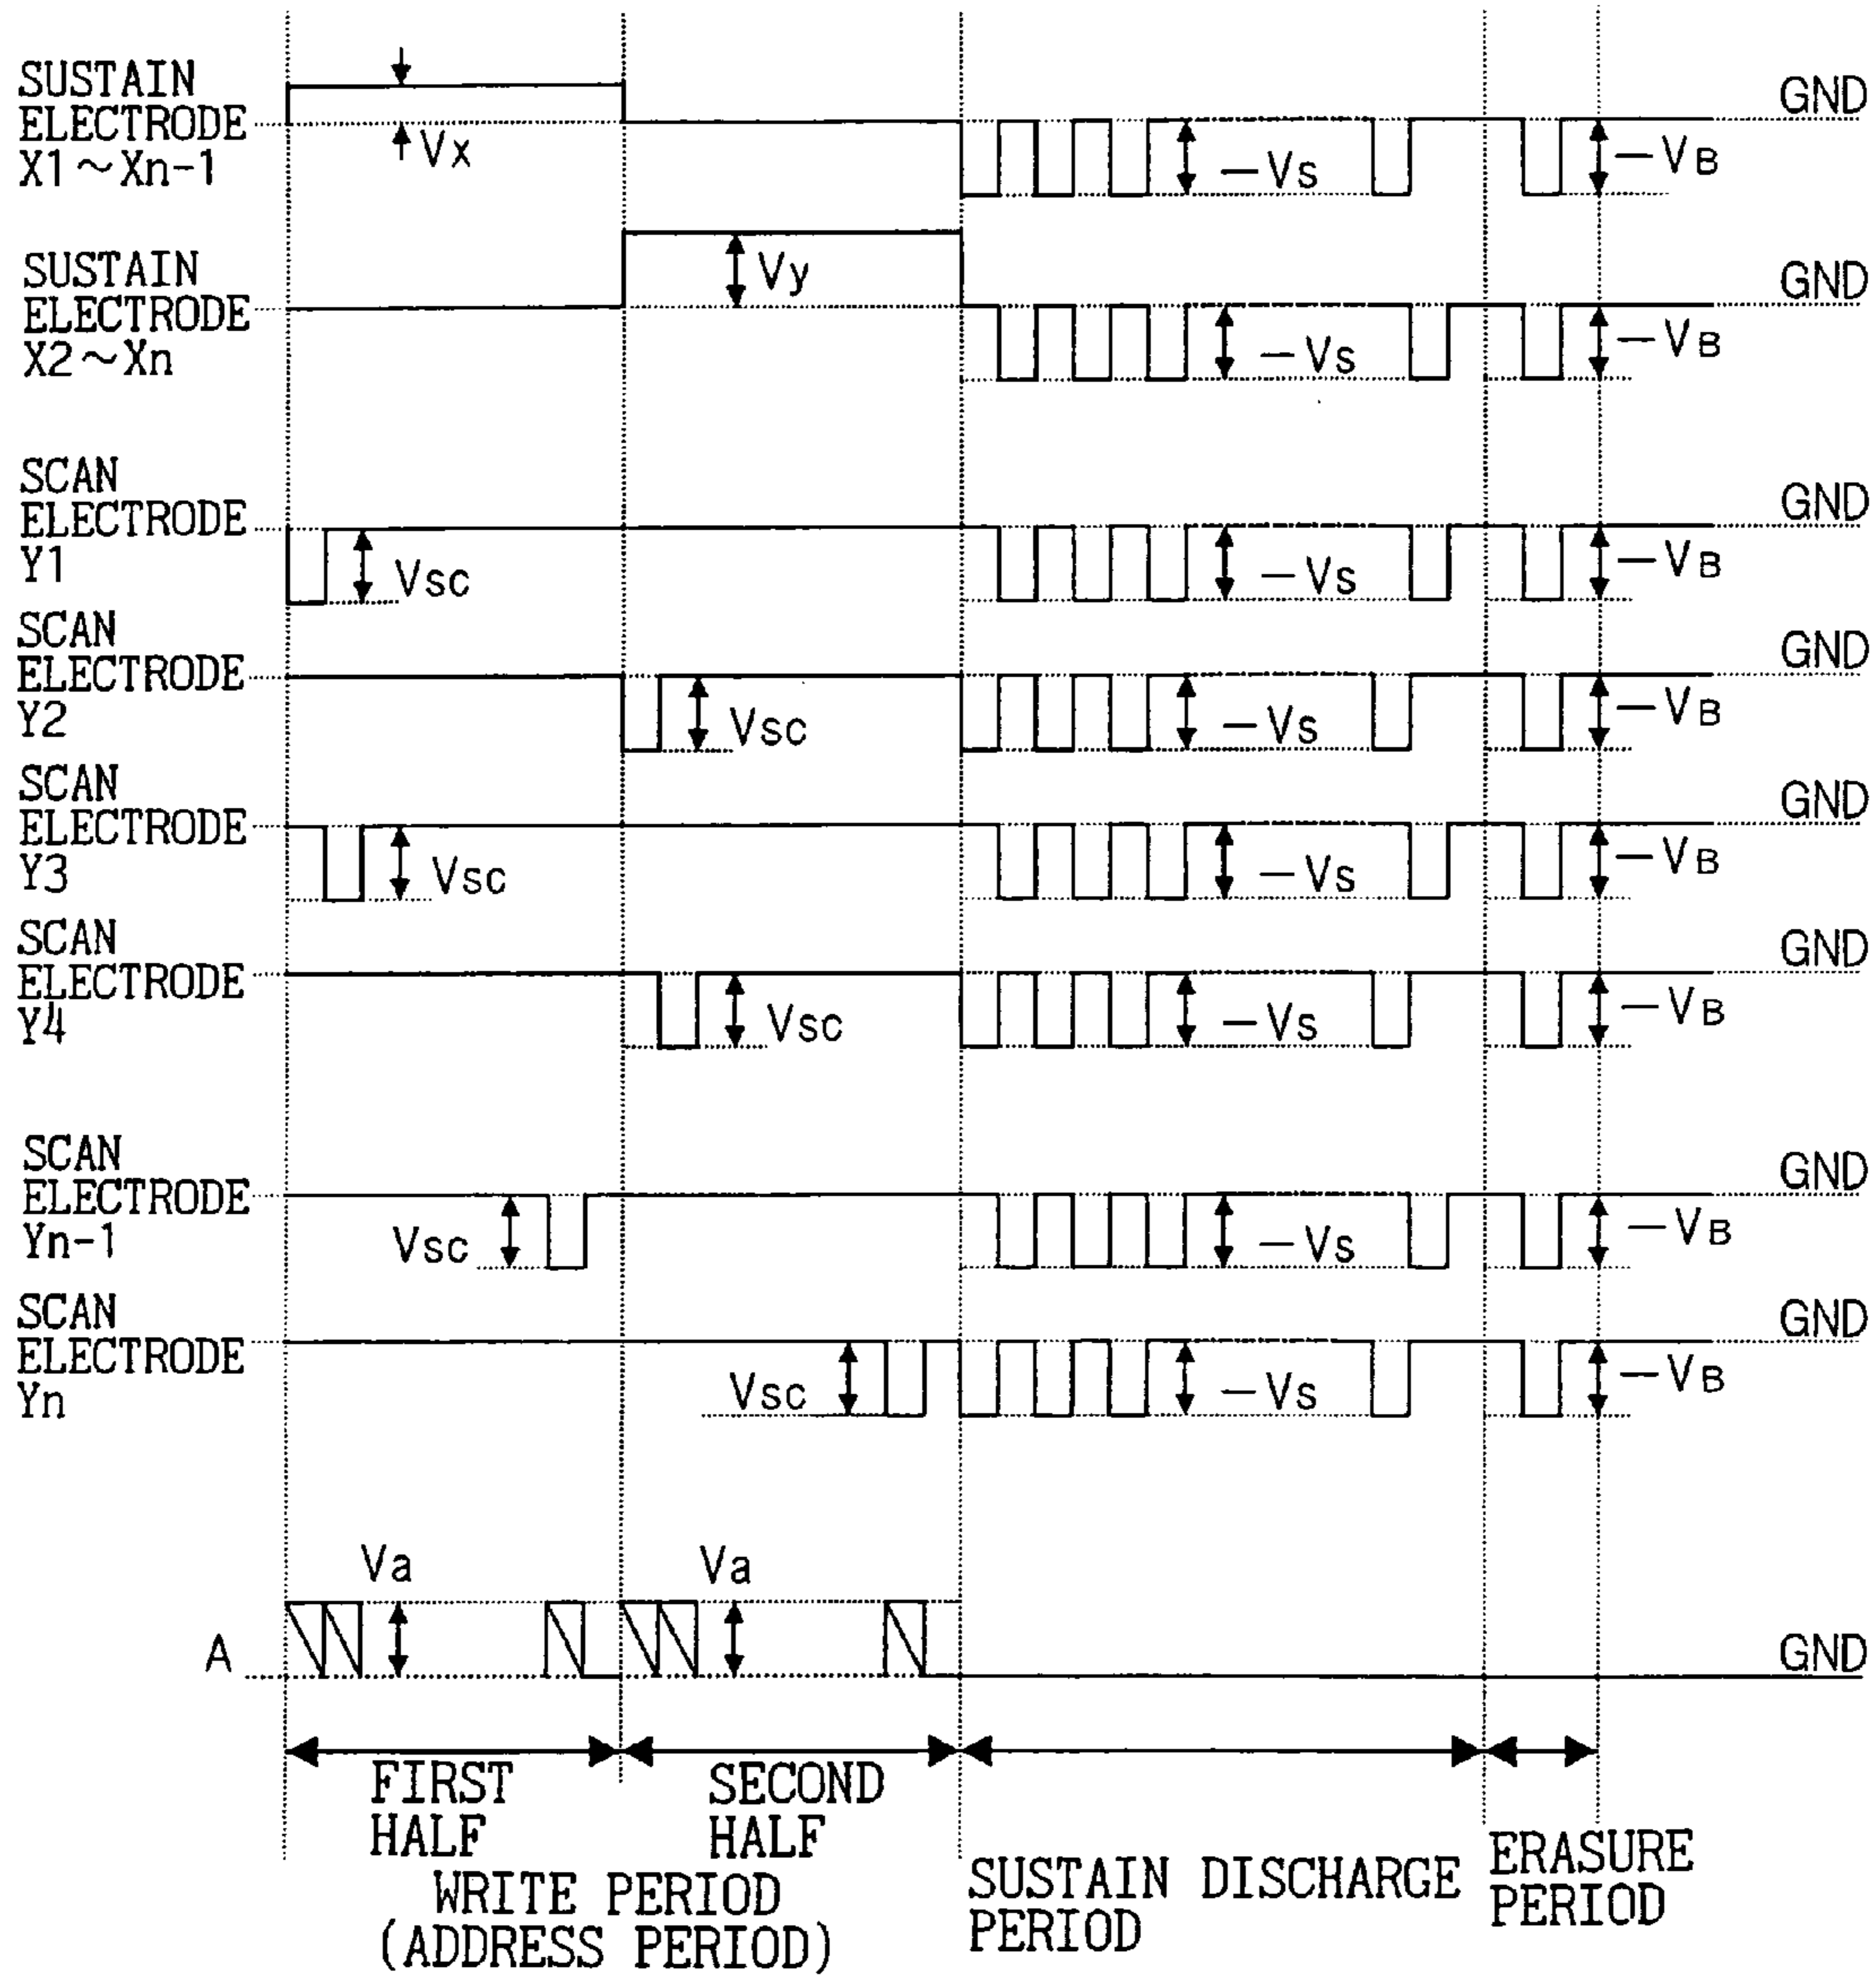 SUSTAIN
ELECTRODE
X1～Xn-1
Vx
－Vs
－VB
GND
SUSTAIN
ELECTRODE
X2～Xn
Vy
－Vs
－VB
GND
SCAN
ELECTRODE
Y1
Vsc
－Vs
－VB
GND
SCAN
ELECTRODE
Y2
Vsc
－Vs
－VB
GND
SCAN
ELECTRODE
Y3
Vsc
－Vs
－VB
GND
SCAN
ELECTRODE
Y4
Vsc
－Vs
－VB
GND
SCAN
ELECTRODE
Yn-1
Vsc
－Vs
－VB
GND
SCAN
ELECTRODE
Yn
Vsc
－Vs
－VB
GND
A
Va
Va
GND
FIRST
HALF
SECOND
HALF
WRITE PERIOD
(ADDRESS PERIOD)
SUSTAIN DISCHARGE
PERIOD
ERASURE
PERIOD